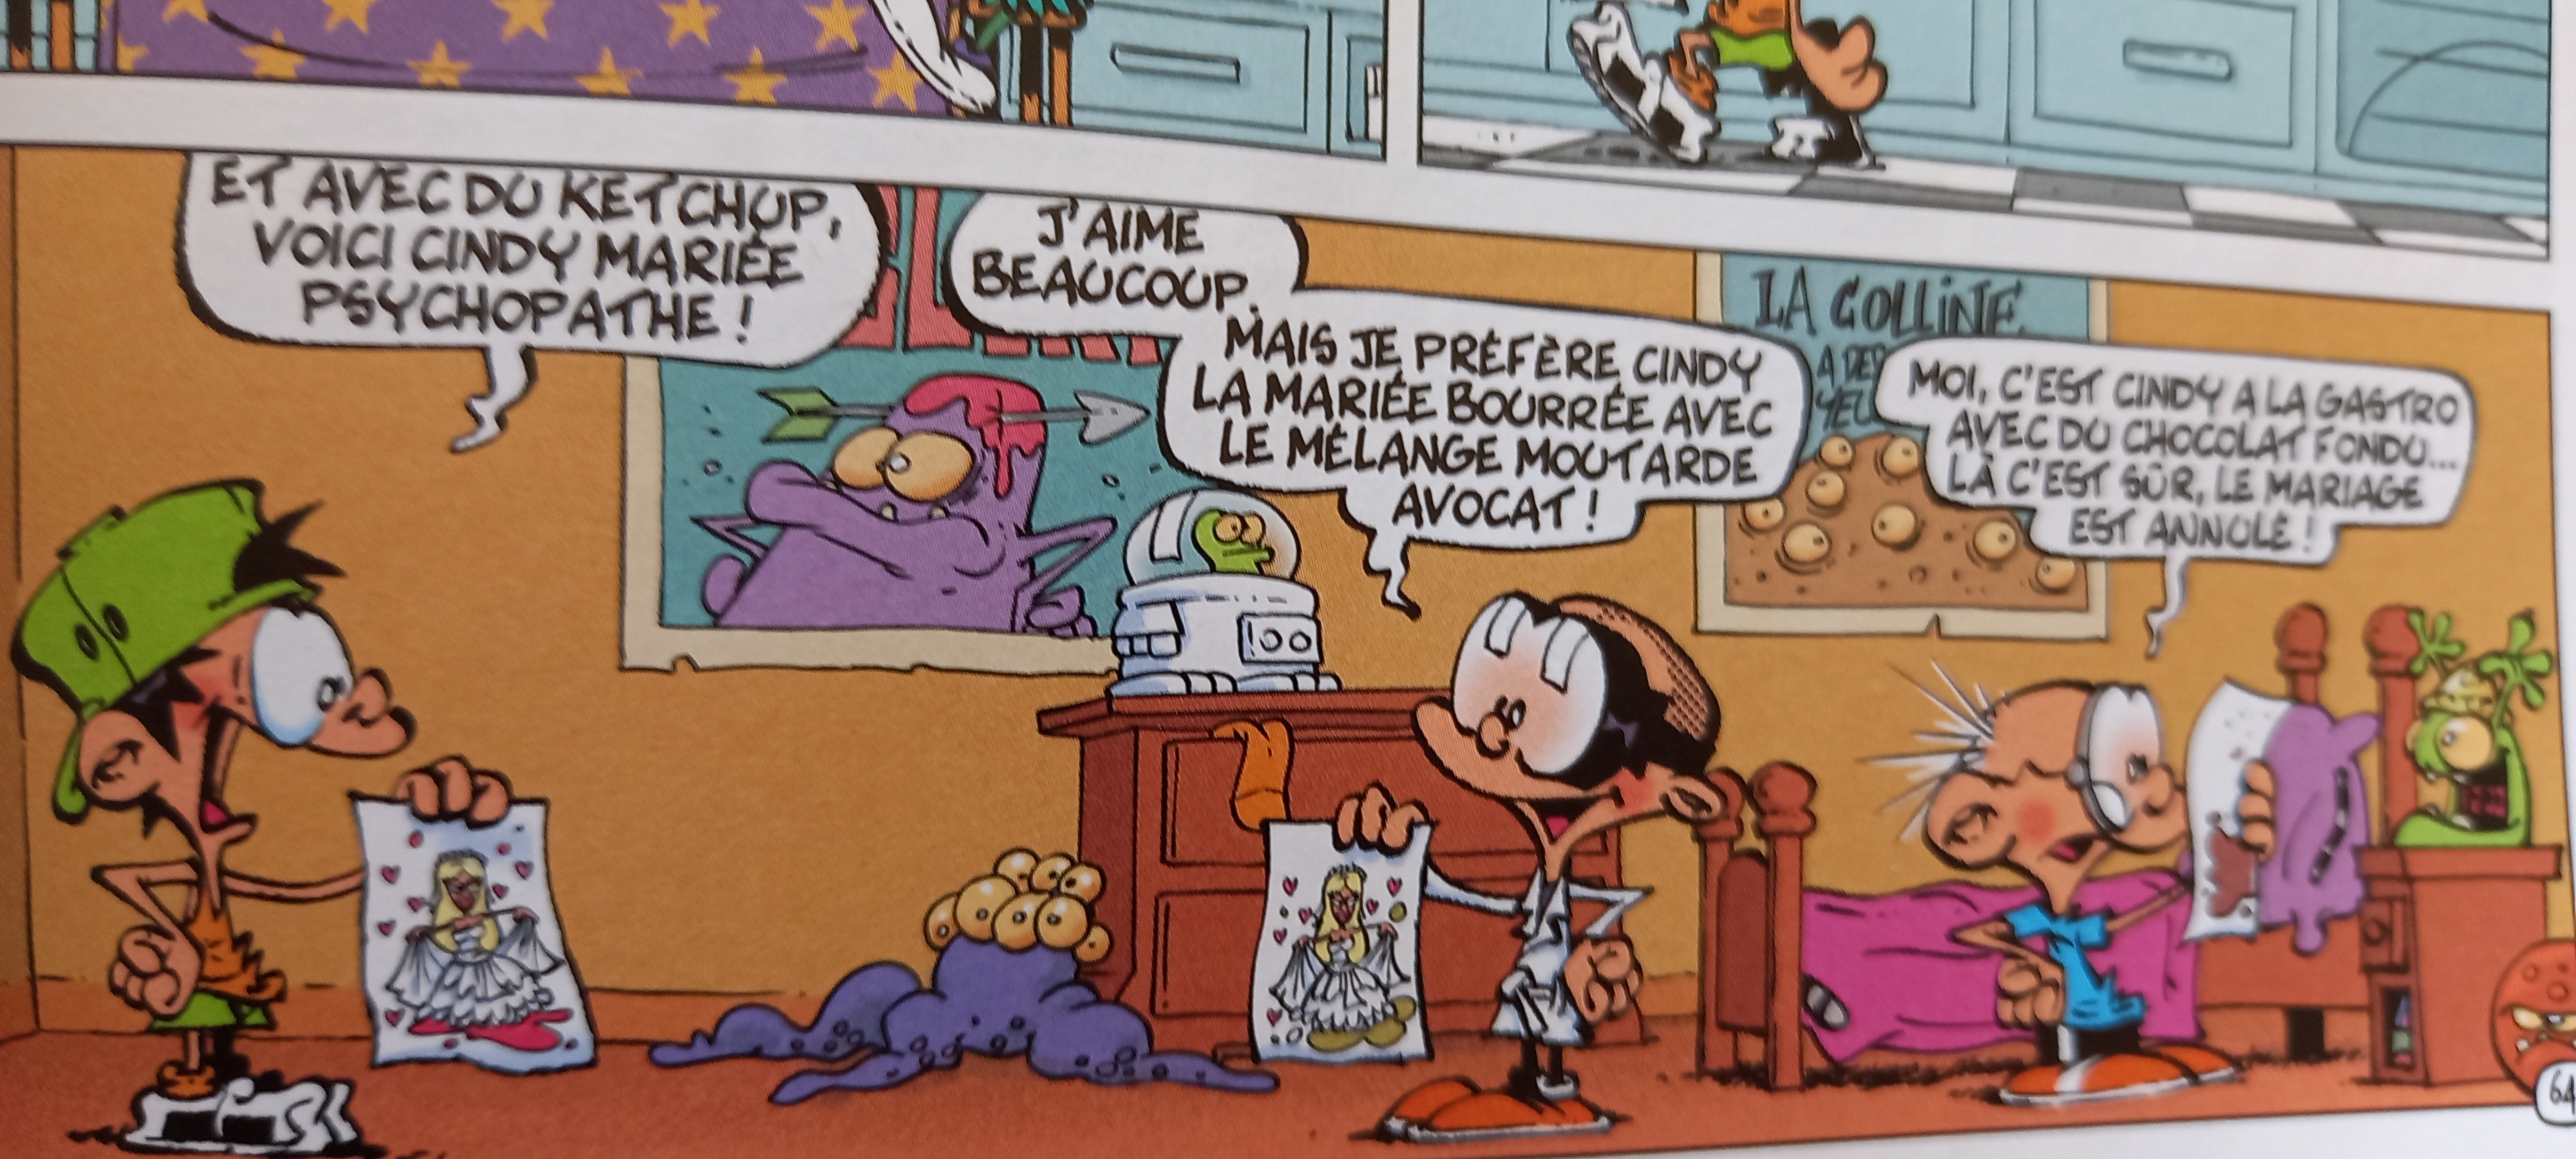 ET AVEC DU KETCHUP,
VOICI CINDY MARIÉE
PSYCHOPATHE !
J'AIME
BEAUCOUP
MAIS JE PRÉFÈRE CINDY
LA MARIÉE BOURRÉE AVEC
LE MÉLANGE MOUTARDE
AVOCAT !
LA COLLINE
A DES
YEU
MOI, C'EST CINDY A LA GASTRO
AVEC DU CHOCOLAT FONDU...
LÀ C'EST SÛR, LE MARIAGE
EST ANNULÉ !
64